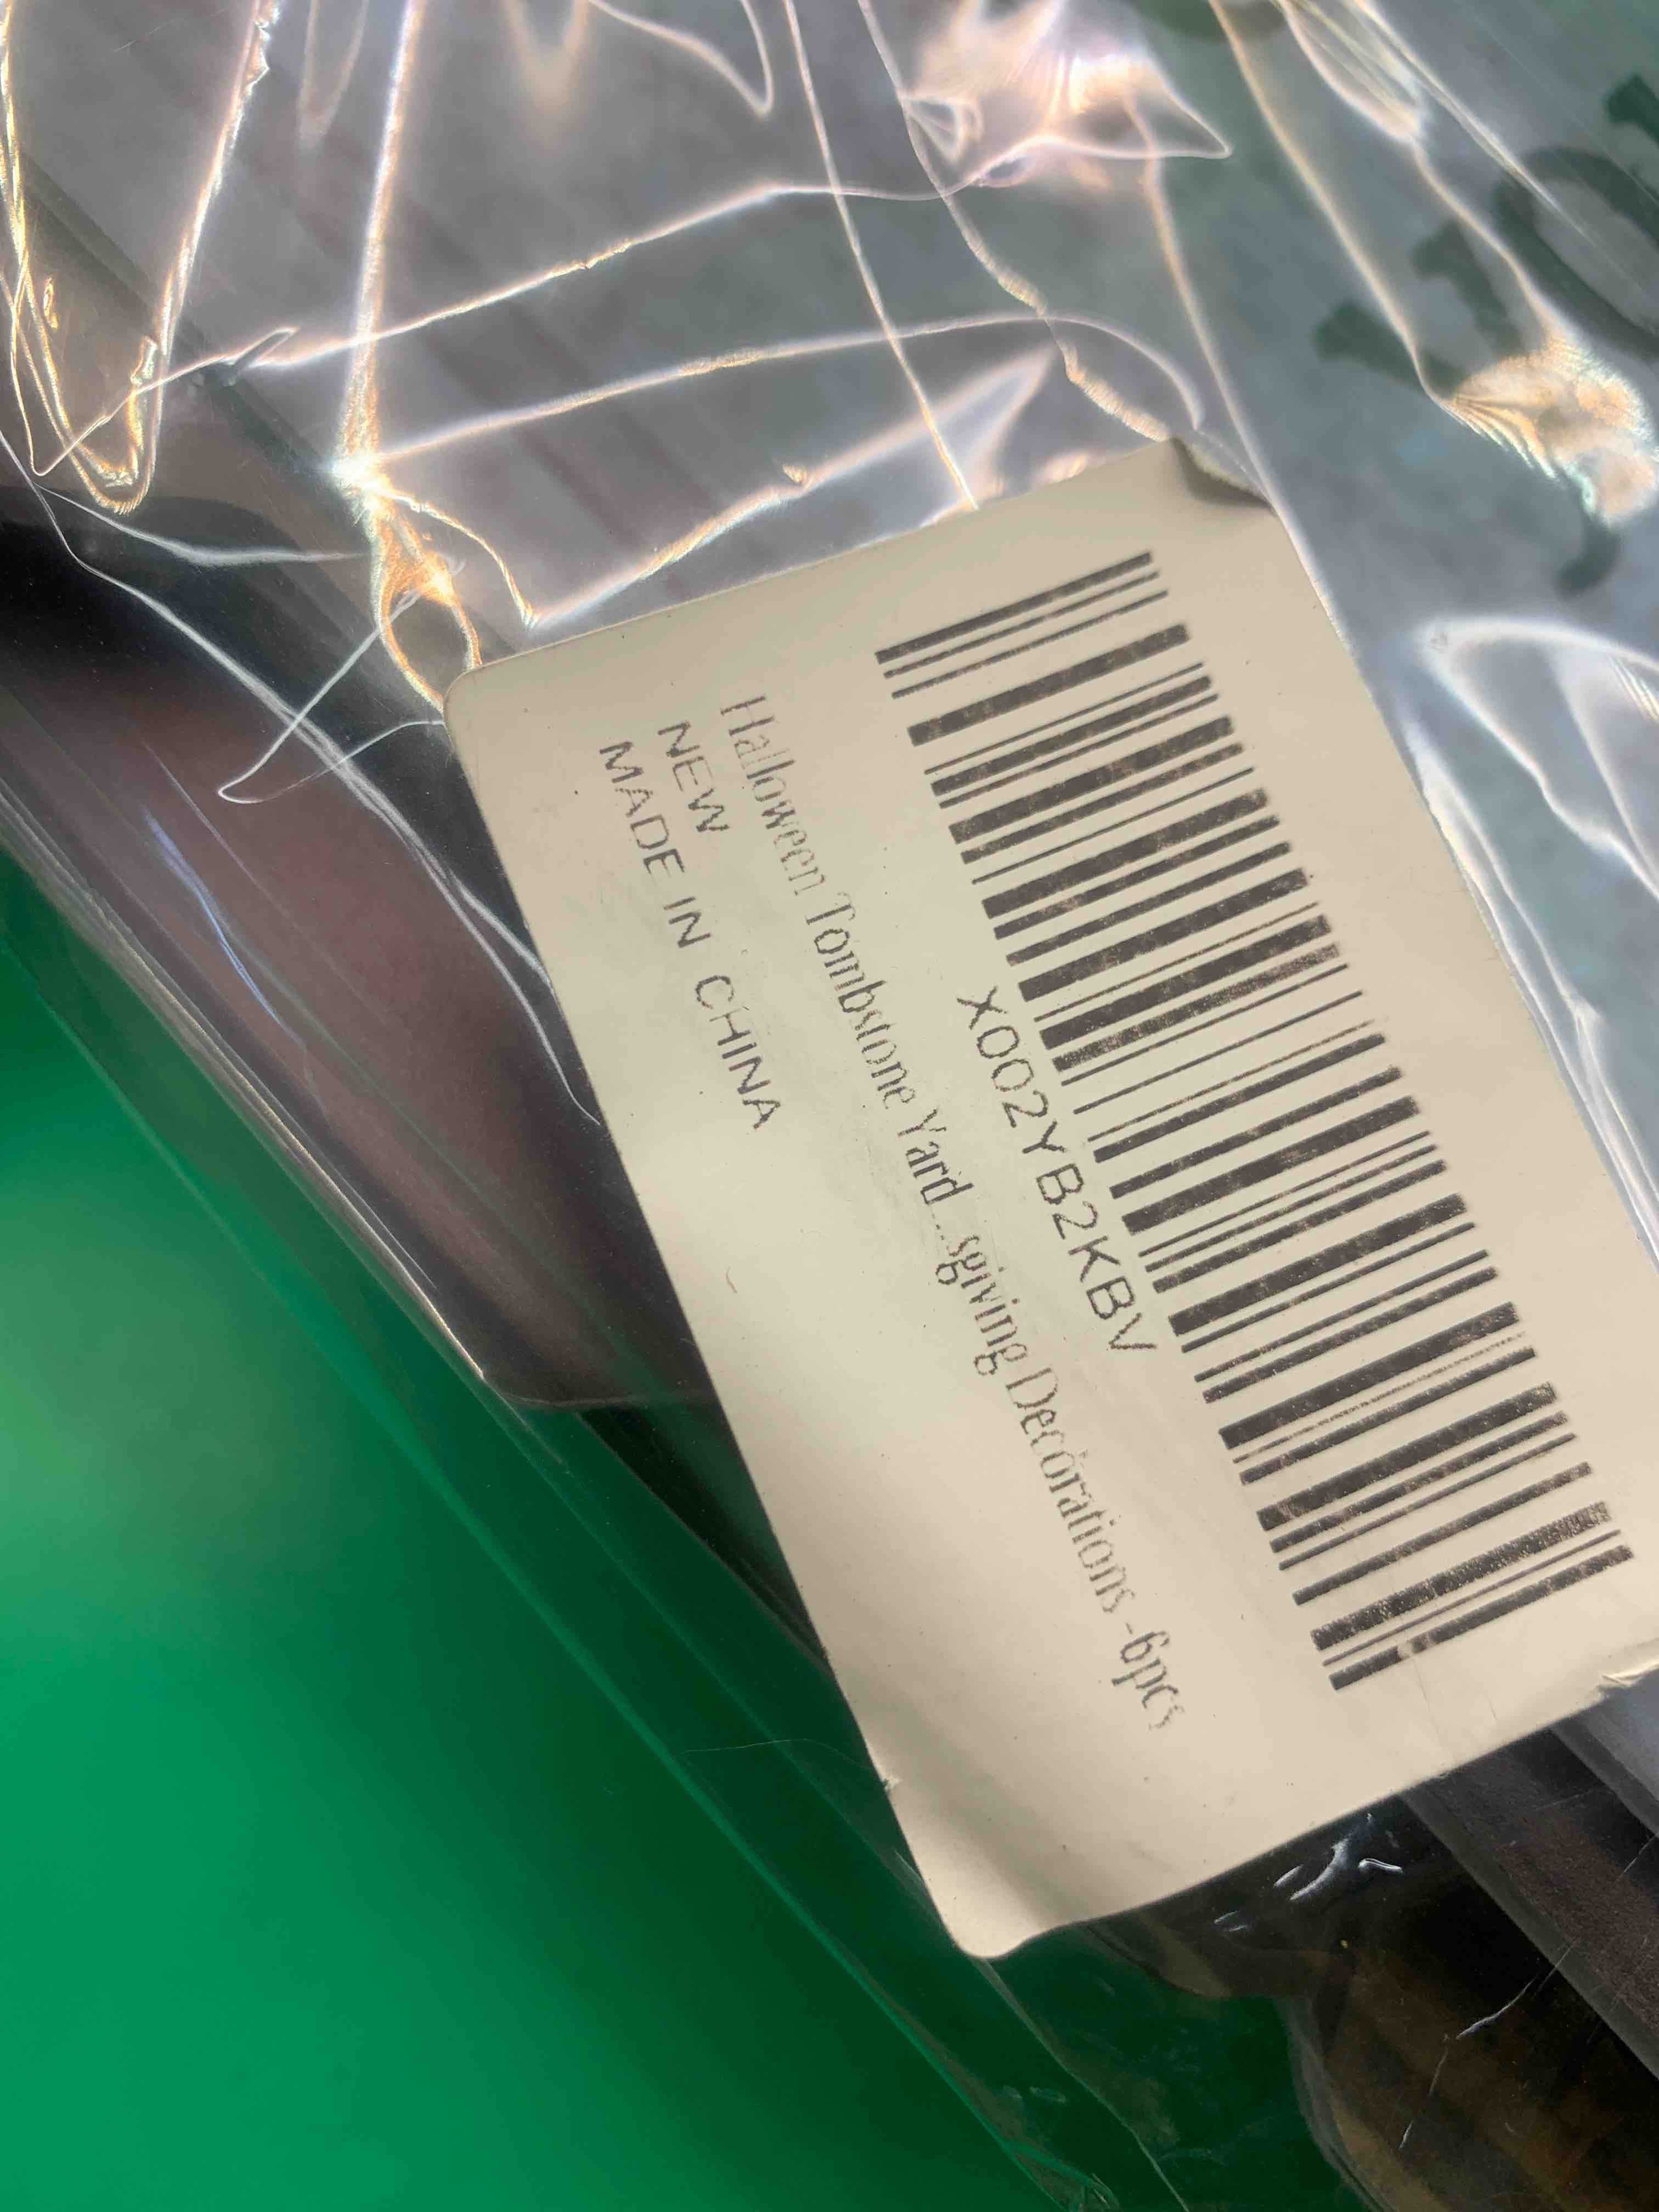 X002YB2KBV
Halloween Tombstone Yard...sgiving Decorations -6pcs
NEW
MADE IN CHINA